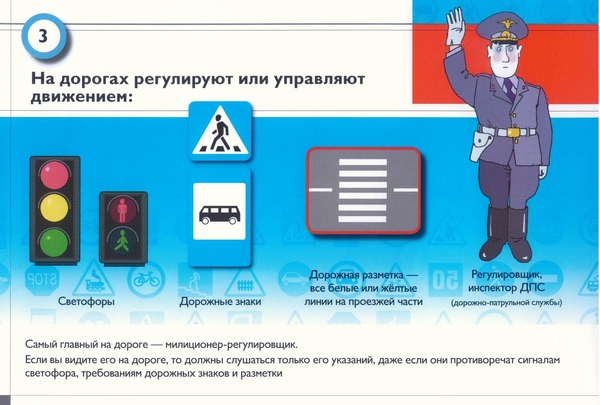 3
На дорогах регулируют или управляют
движением:
Светофоры
Дорожные знаки
Дорожная разметка —
все белые или жёлтые
линии на проезжей части
Регулировщик,
инспектор ДПС
(дорожно-патрульной службы)
STOP
50
Самый главный на дороге — милиционер-регулировщик.
Если вы видите его на дороге, то должны слушаться только его указаний, даже если они противоречат сигналам
светофора, требованиям дорожных знаков и разметки